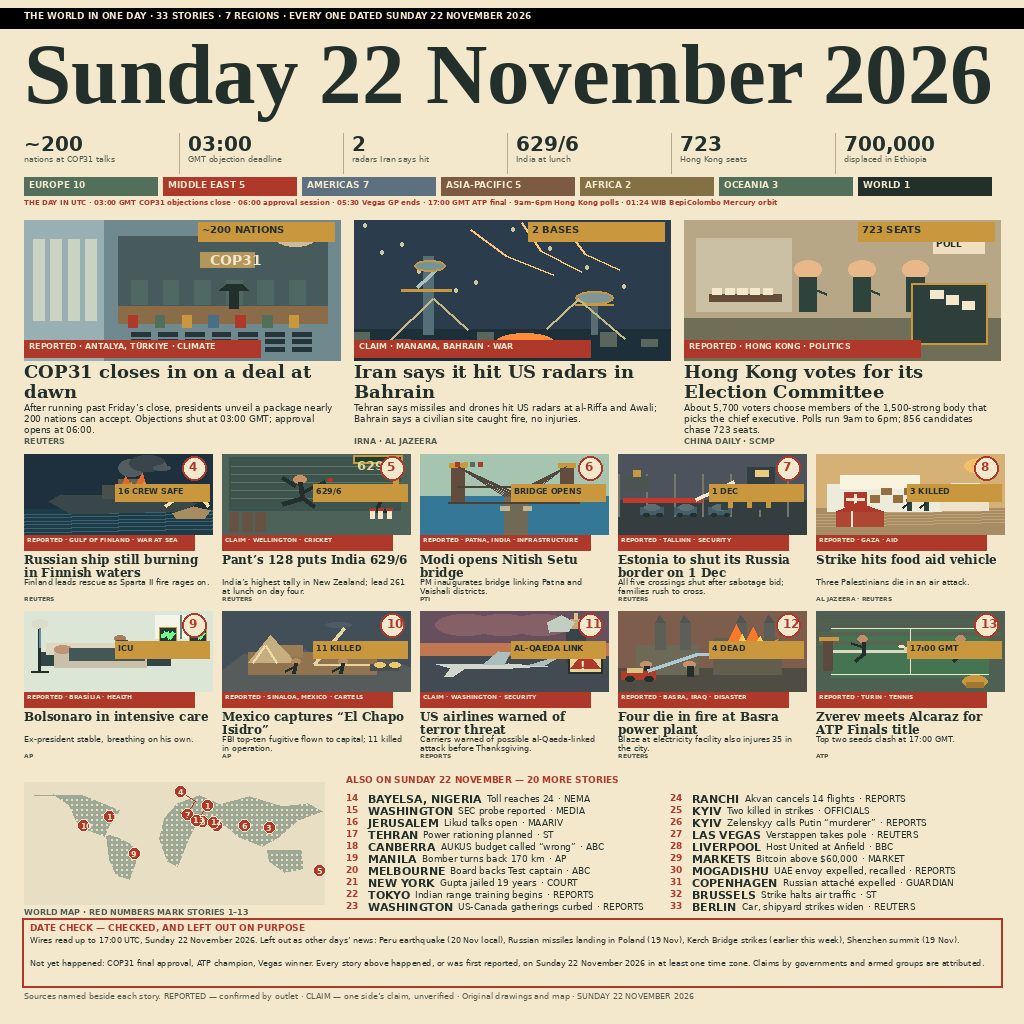 THE WORLD IN ONE DAY · 33 STORIES · 7 REGIONS · EVERY ONE DATED SUNDAY 22 NOVEMBER 2026
Sunday 22 November 2026
~200
nations at COP31 talks
03:00
GMT objection deadline
2
radars Iran says hit
629/6
India at lunch
723
Hong Kong seats
700,000
displaced in Ethiopia
EUROPE 10
MIDDLE EAST 5
AMERICAS 7
ASIA-PACIFIC 5
AFRICA 2
OCEANIA 3
WORLD 1
THE DAY IN UTC · 03:00 GMT COP31 objections close · 06:00 approval session · 05:30 Vegas GP ends · 17:00 GMT ATP final · 9am–6pm Hong Kong polls · 01:24 WIB BepiColombo Mercury orbit
~200 NATIONS
COP31
REPORTED · ANTALYA, TÜRKIYE · CLIMATE
COP31 closes in on a deal at
dawn
After running past Friday’s close, presidents unveil a package nearly
200 nations can accept. Objections shut at 03:00 GMT; approval
opens at 06:00.
REUTERS
2 BASES
CLAIM · MANAMA, BAHRAIN · WAR
Iran says it hit US radars in
Bahrain
Tehran says missiles and drones hit US radars at al-Riffa and Awali;
Bahrain says a civilian site caught fire, no injuries.
IRNA · AL JAZEERA
723 SEATS
POLL
REPORTED · HONG KONG · POLITICS
Hong Kong votes for its
Election Committee
About 5,700 voters choose members of the 1,500-strong body that
picks the chief executive. Polls run 9am to 6pm; 856 candidates
chase 723 seats.
CHINA DAILY · SCMP
4
16 CREW SAFE
REPORTED · GULF OF FINLAND · WAR AT SEA
Russian ship still burning
in Finnish waters
Finland leads rescue as Sparta II fire rages on.
REUTERS
629
5
629/6
CLAIM · WELLINGTON · CRICKET
Pant’s 128 puts India 629/6
India’s highest tally in New Zealand; lead 261
at lunch on day four.
REUTERS
6
BRIDGE OPENS
REPORTED · PATNA, INDIA · INFRASTRUCTURE
Modi opens Nitish Setu
bridge
PM inaugurates bridge linking Patna and
Vaishali districts.
PTI
7
1 DEC
REPORTED · TALLINN · SECURITY
Estonia to shut its Russia
border on 1 Dec
All five crossings shut after sabotage bid;
families rush to cross.
REUTERS
8
3 KILLED
REPORTED · GAZA · AID
Strike hits food aid vehicle
Three Palestinians die in an air attack.
AL JAZEERA · REUTERS
9
ICU
REPORTED · BRASÍLIA · HEALTH
Bolsonaro in intensive care
Ex-president stable, breathing on his own.
AP
10
11 KILLED
REPORTED · SINALOA, MEXICO · CARTELS
Mexico captures “El Chapo
Isidro”
FBI top-ten fugitive flown to capital; 11 killed
in operation.
AP
11
AL-QAEDA LINK
CLAIM · WASHINGTON · SECURITY
US airlines warned of
terror threat
Carriers warned of possible al-Qaeda-linked
attack before Thanksgiving.
REPORTS
12
4 DEAD
REPORTED · BASRA, IRAQ · DISASTER
Four die in fire at Basra
power plant
Blaze at electricity facility also injures 35 in
the city.
REUTERS
13
17:00 GMT
REPORTED · TURIN · TENNIS
Zverev meets Alcaraz for
ATP Finals title
Top two seeds clash at 17:00 GMT.
ATP
4
7
1
6
3
9
5
WORLD MAP · RED NUMBERS MARK STORIES 1–13
ALSO ON SUNDAY 22 NOVEMBER — 20 MORE STORIES
14 BAYELSA, NIGERIA Toll reaches 24 · NEMA
15 WASHINGTON SEC probe reported · MEDIA
16 JERUSALEM Likud talks open · MAARIV
17 TEHRAN Power rationing planned · ST
18 CANBERRA AUKUS budget called “wrong” · ABC
19 MANILA Bomber turns back 170 km · AP
20 MELBOURNE Board backs Test captain · ABC
21 NEW YORK Gupta jailed 19 years · COURT
22 TOKYO Indian range training begins · REPORTS
23 WASHINGTON US-Canada gatherings curbed · REPORTS
24 RANCHI Akvan cancels 14 flights · REPORTS
25 KYIV Two killed in strikes · OFFICIALS
26 KYIV Zelenskyy calls Putin “murderer” · REPORTS
27 LAS VEGAS Verstappen takes pole · REUTERS
28 LIVERPOOL Host United at Anfield · BBC
29 MARKETS Bitcoin above $60,000 · MARKET
30 MOGADISHU UAE envoy expelled, recalled · REPORTS
31 COPENHAGEN Russian attaché expelled · GUARDIAN
32 BRUSSELS Strike halts air traffic · ST
33 BERLIN Car, shipyard strikes widen · REUTERS
DATE CHECK — CHECKED, AND LEFT OUT ON PURPOSE
Wires read up to 17:00 UTC, Sunday 22 November 2026. Left out as other days’ news: Peru earthquake (20 Nov local), Russian missiles landing in Poland (19 Nov), Kerch Bridge strikes (earlier this week), Shenzhen summit (19 Nov).
Not yet happened: COP31 final approval, ATP champion, Vegas winner. Every story above happened, or was first reported, on Sunday 22 November 2026 in at least one time zone. Claims by governments and armed groups are attributed.
Sources named beside each story. REPORTED — confirmed by outlet · CLAIM — one side’s claim, unverified · Original drawings and map · SUNDAY 22 NOVEMBER 2026